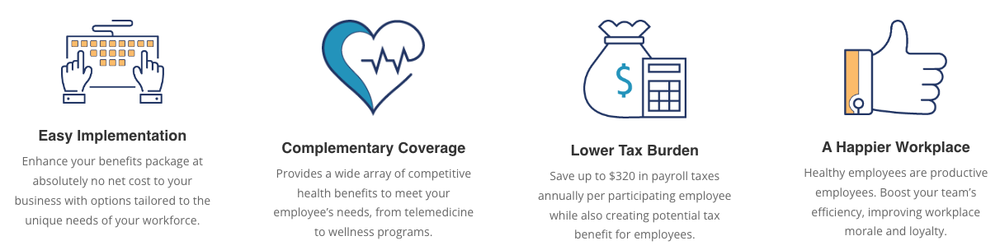 Easy Implementation
Enhance your benefits package at
absolutely no net cost to your
business with options tailored to the
unique needs of your workforce.
Complementary Coverage
Provides a wide array of competitive
health benefits to meet your
employee's needs, from telemedicine
to wellness programs.
$
Lower Tax Burden
Save up to $320 in payroll taxes
annually per participating employee
while also creating potential tax
benefit for employees.
A Happier Workplace
Healthy employees are productive
employees. Boost your team's
efficiency, improving workplace
morale and loyalty.